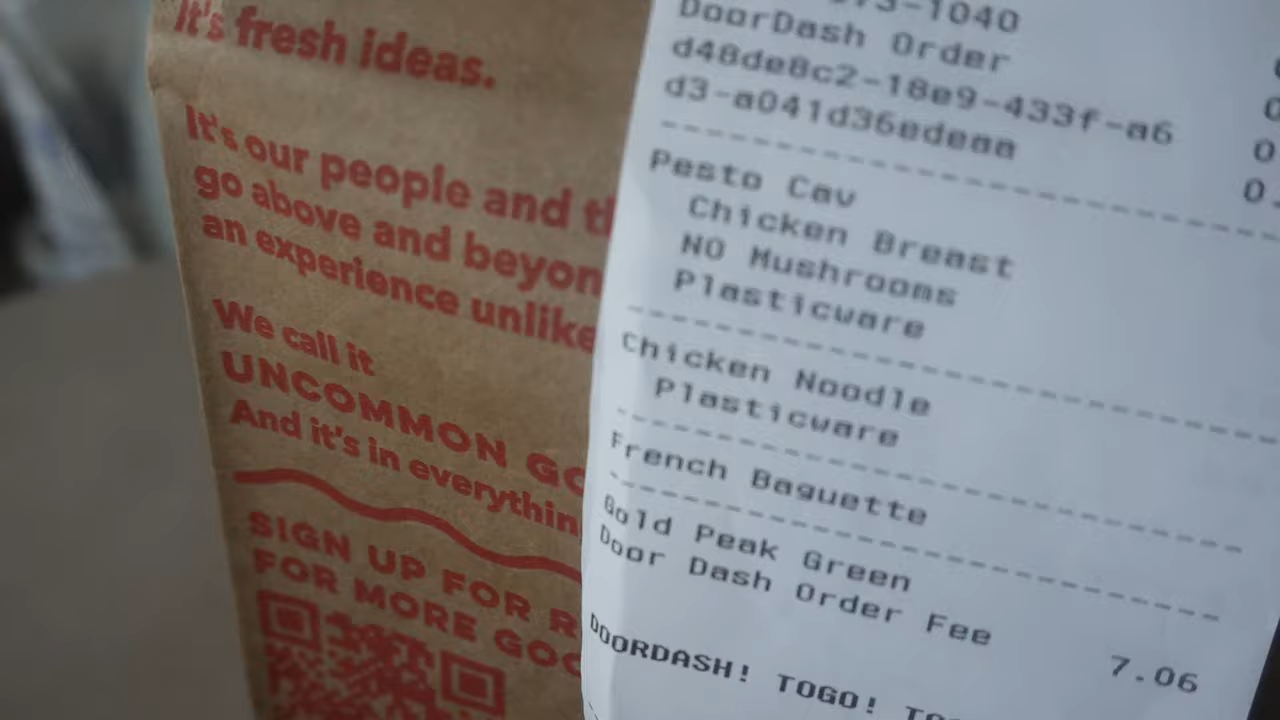 It's fresh ideas.
It's our people and
go above and beyon
an experience unlike
We call it
UNCOMMON GO
And it's in everythin
SIGN UP FOR R
FOR MORE GOO
-1040
DoorDash Order
d48de8c2-18e9-433f-a6
d3-a041d36edeaa
Pesto Cav
Chicken Breast
NO Mushrooms
Plasticware
Chicken Noodle
Plasticware
French Baguette
Gold Peak Green
Door Dash Order Fee
7.06
DOORDASH! TOGO!